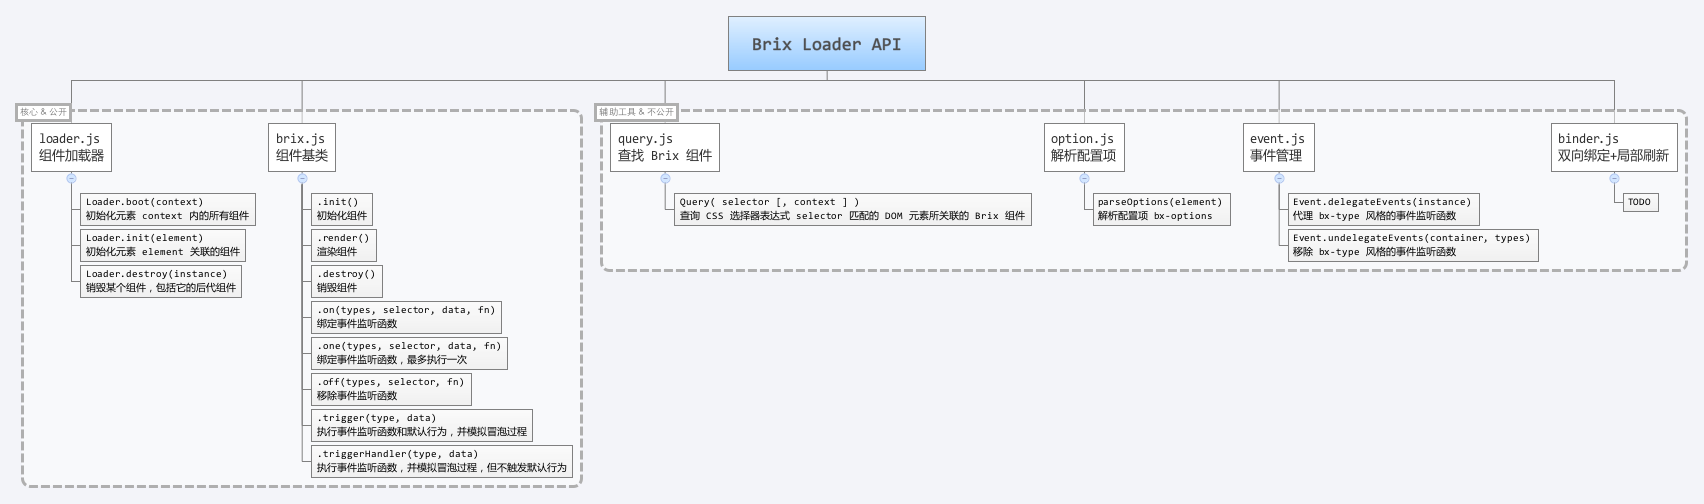 Brix Loader API
核心 & 公开
loader.js
组件加载器
Loader.boot(context)
初始化元素 context 内的所有组件
Loader.init(element)
初始化元素 element 关联的组件
Loader.destroy(instance)
销毁某个组件，包括它的后代组件
brix.js
组件基类
.init()
初始化组件
.render()
渲染组件
.destroy()
销毁组件
.on(types, selector, data, fn)
绑定事件监听函数
.one(types, selector, data, fn)
绑定事件监听函数，最多执行一次
.off(types, selector, fn)
移除事件监听函数
.trigger(type, data)
执行事件监听函数和默认行为，并模拟冒泡过程
.triggerHandler(type, data)
执行事件监听函数，并模拟冒泡过程，但不触发默认行为
辅助工具 & 不公开
query.js
查找 Brix 组件
Query( selector [, context ] )
查询 CSS 选择器表达式 selector 匹配的 DOM 元素所关联的 Brix 组件
option.js
解析配置项
parseOptions(element)
解析配置项 bx-options
event.js
事件管理
Event.delegateEvents(instance)
代理 bx-type 风格的事件监听函数
Event.undelegateEvents(container, types)
移除 bx-type 风格的事件监听函数
binder.js
双向绑定+局部刷新
TODO